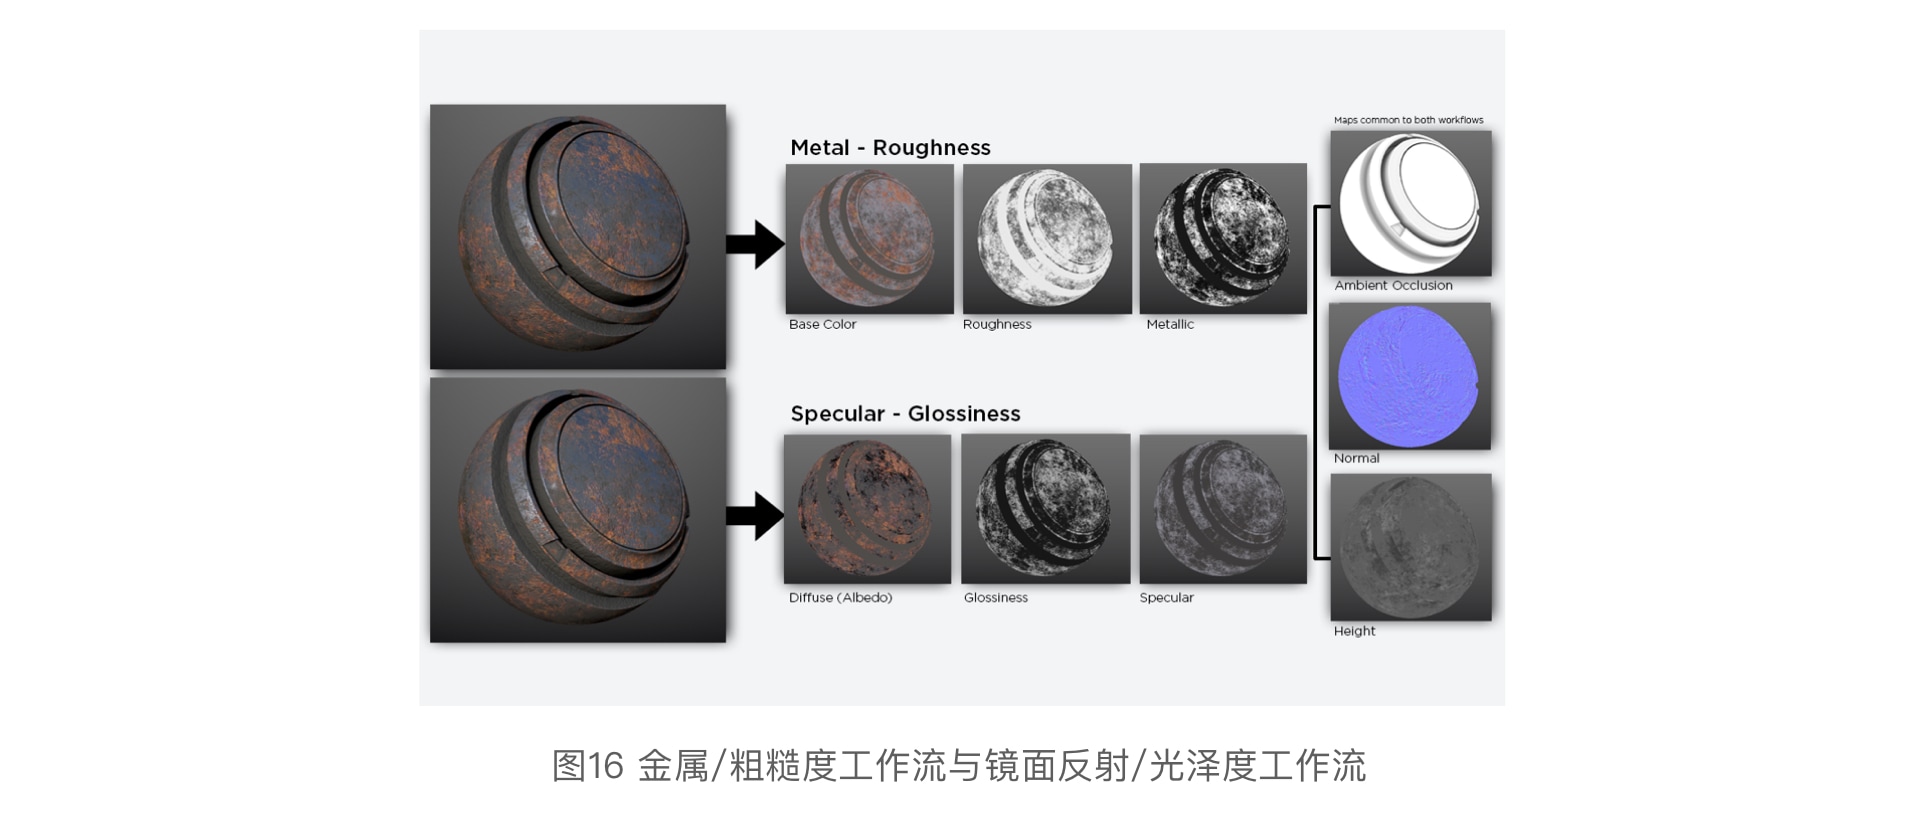 Maps common to both workflows
Metal - Roughness
Base Color
Roughness
Metallic
Ambient Occlusion
Specular - Glossiness
Normal
Diffuse (Albedo)
Glossiness
Specular
Height
图16 金属/粗糙度工作流与镜面反射/光泽度工作流